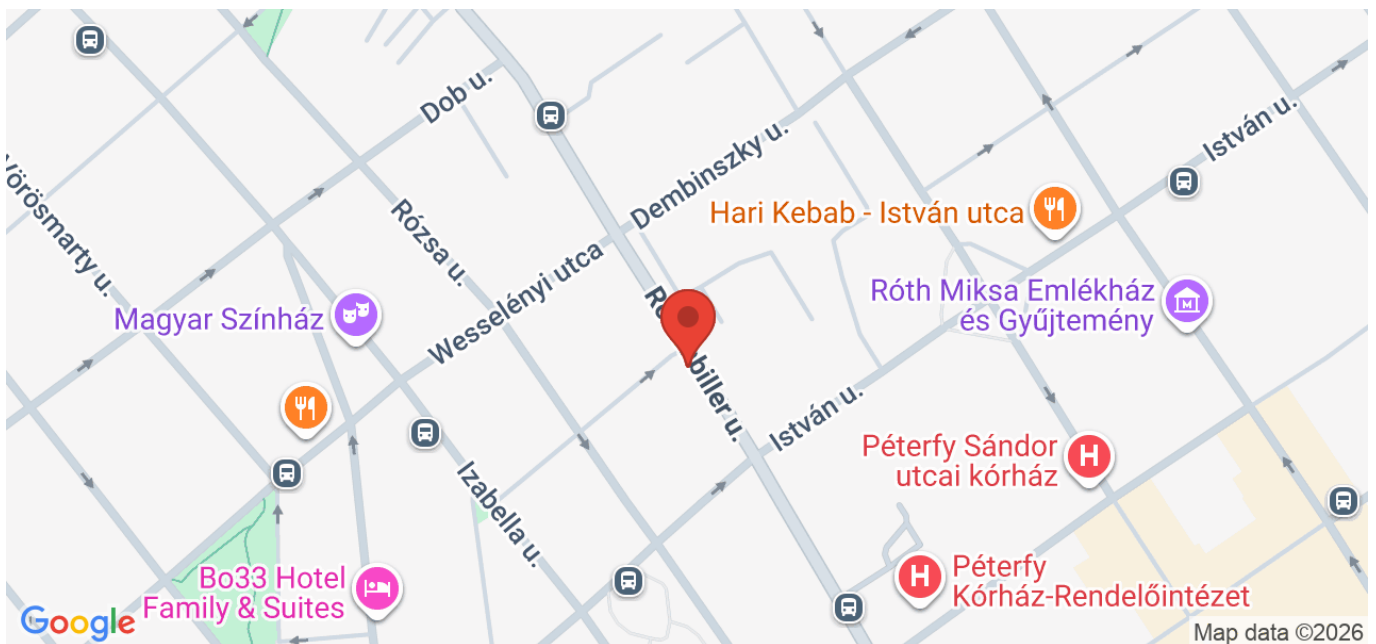 Dob u.
Dembinszky u.
István u.
Vörösmarty u.
Rózsa u.
Hari Kebab - István utca
Wesselényi utca
Magyar Színház
Róth Miksa Emlékház
és Gyűjtemény
biller u.
István u.
Péterfy Sándor
utcai kórház
Izabella u.
Bo33 Hotel
Family & Suites
Péterfy
Kórház-Rendelőintézet
Google
Map data ©2026